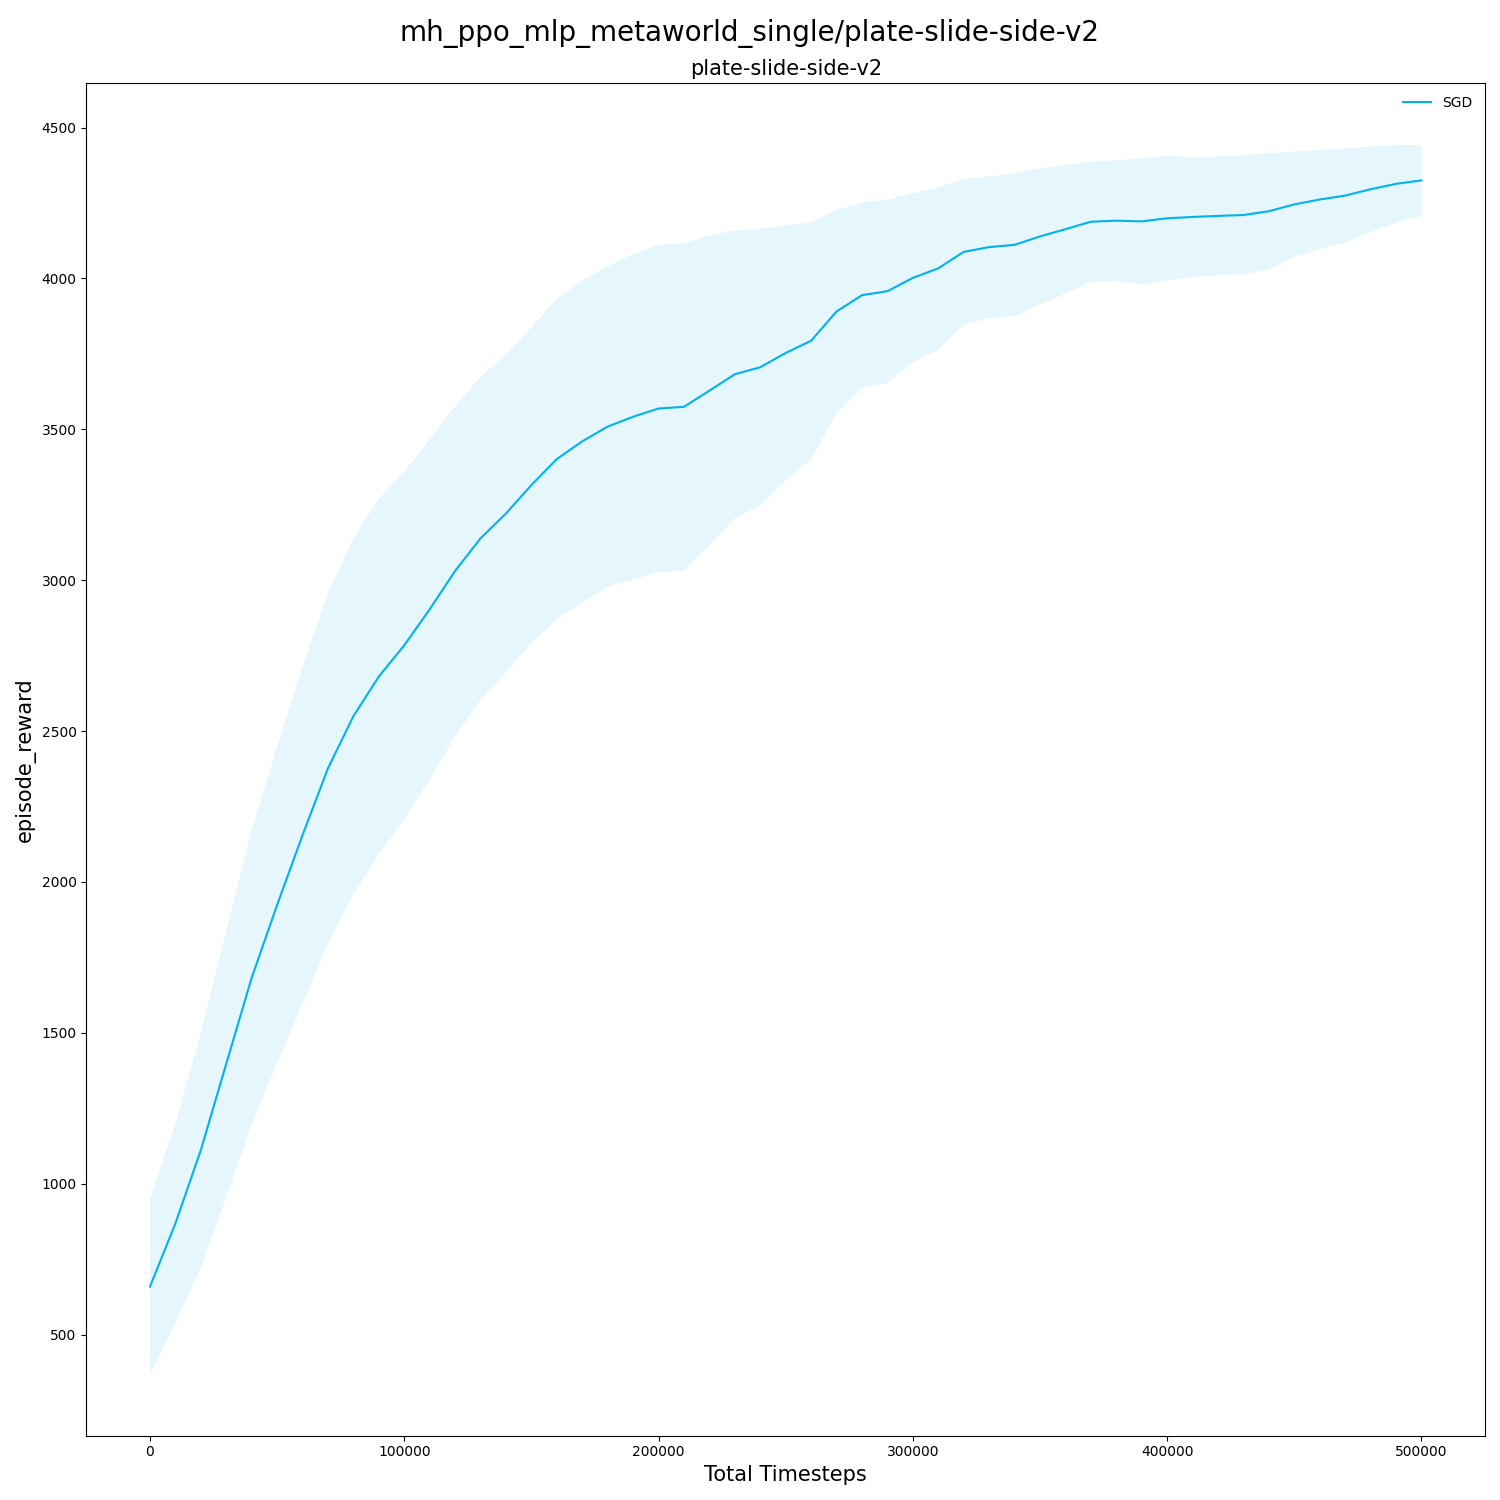 mh_ppo_mlp_metaworld_single/plate-slide-side-v2
plate-slide-side-v2
SGD
4500
4000
3500
3000
2500
2000
1500
1000
500
episode_reward
0 100000 200000 300000 400000 500000
Total Timesteps